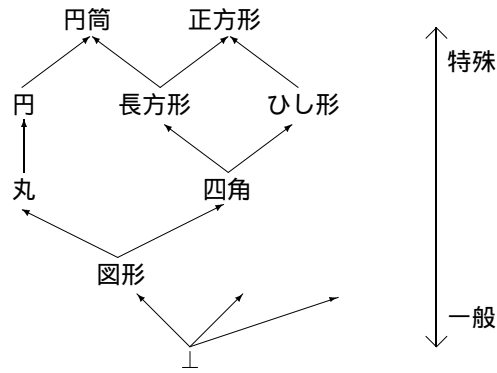 円筒 正方形
特殊
円 長方形 ひし形
丸 四角
図形
一般
⊥